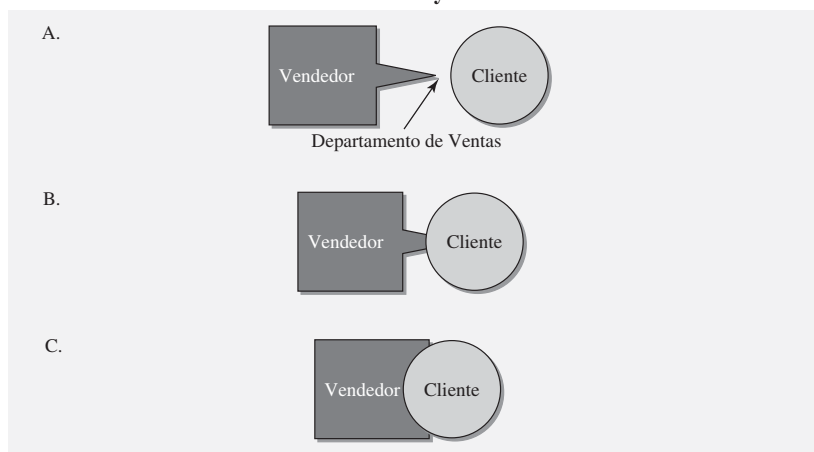 A.
Vendedor
Cliente
Departamento de Ventas
B.
Vendedor
Cliente
C.
Vendedor
Cliente